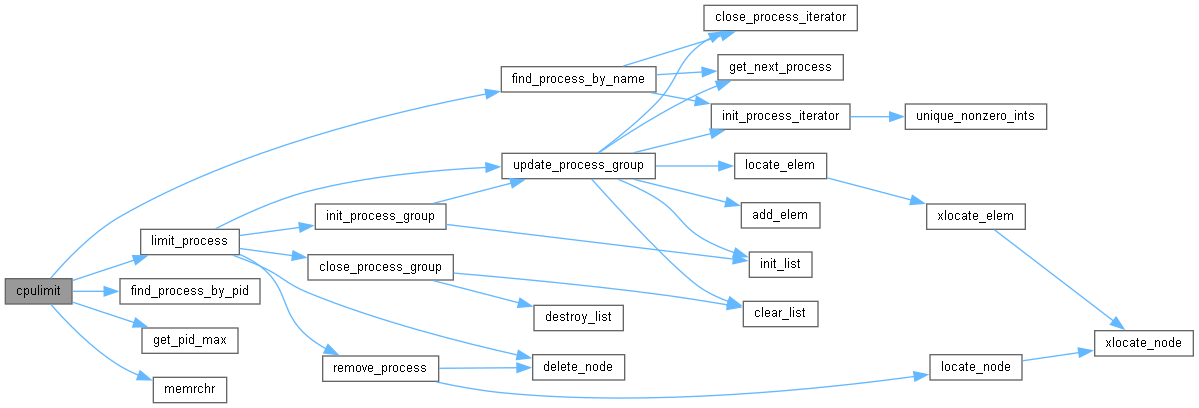 close_process_iterator
get_next_process
find_process_by_name
init_process_iterator
unique_nonzero_ints
update_process_group
locate_elem
add_elem
xlocate_elem
init_process_group
limit_process
init_list
close_process_group
cpulimit
find_process_by_pid
destroy_list
clear_list
get_pid_max
xlocate_node
remove_process
delete_node
locate_node
memrchr